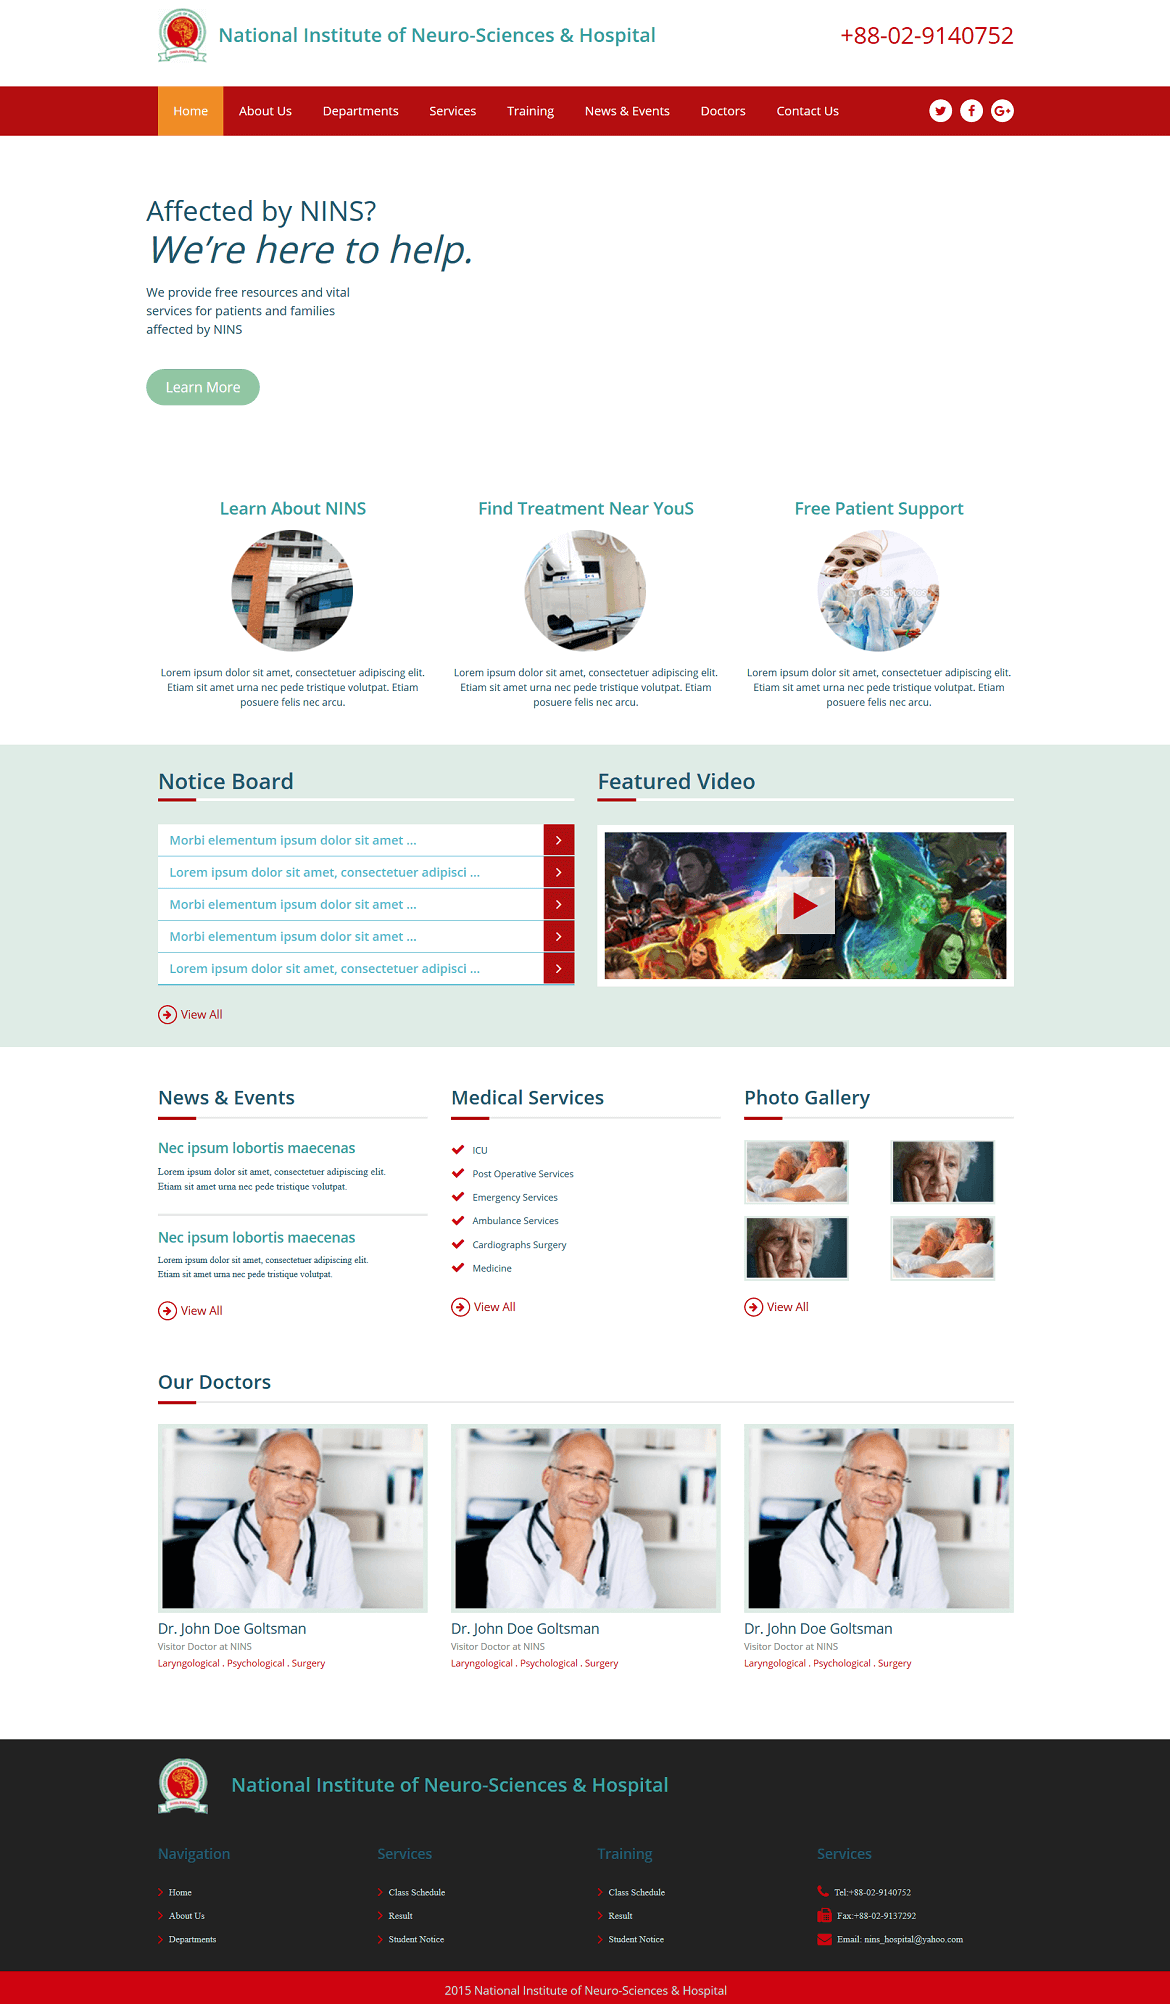 National Institute of Neuro-Sciences & Hospital
+88-02-9140752
Home
About Us
Departments
Services
Training
News & Events
Doctors
Contact Us
Affected by NINS?
We're here to help.
We provide free resources and vital
services for patients and families
affected by NINS
Learn More
Learn About NINS
Lorem ipsum dolor sit amet, consectetuer adipiscing elit.
Etiam sit amet urna nec pede tristique volutpat. Etiam
posuere felis nec arcu.
Find Treatment Near YouS
Lorem ipsum dolor sit amet, consectetuer adipiscing elit.
Etiam sit amet urna nec pede tristique volutpat. Etiam
posuere felis nec arcu.
Free Patient Support
Lorem ipsum dolor sit amet, consectetuer adipiscing elit.
Etiam sit amet urna nec pede tristique volutpat. Etiam
posuere felis nec arcu.
Notice Board
Morbi elementum ipsum dolor sit amet ...
Lorem ipsum dolor sit amet, consectetuer adipisci ...
Morbi elementum ipsum dolor sit amet ...
Morbi elementum ipsum dolor sit amet ...
Lorem ipsum dolor sit amet, consectetuer adipisci ...
View All
Featured Video
News & Events
Nec ipsum lobortis maecenas
Lorem ipsum dolor sit amet, consectetuer adipiscing elit.
Etiam sit amet urna nec pede tristique volutpat.
Nec ipsum lobortis maecenas
Lorem ipsum dolor sit amet, consectetuer adipiscing elit.
Etiam sit amet urna nec pede tristique volutpat.
View All
Medical Services
ICU
Post Operative Services
Emergency Services
Ambulance Services
Cardiographs Surgery
Medicine
View All
Photo Gallery
View All
Our Doctors
Dr. John Doe Goltsman
Visitor Doctor at NINS
Laryngological . Psychological . Surgery
Dr. John Doe Goltsman
Visitor Doctor at NINS
Laryngological . Psychological . Surgery
Dr. John Doe Goltsman
Visitor Doctor at NINS
Laryngological . Psychological . Surgery
National Institute of Neuro-Sciences & Hospital
Navigation
Home
About Us
Departments
Services
Class Schedule
Result
Student Notice
Training
Class Schedule
Result
Student Notice
Services
Tel:+88-02-9140752
Fax:+88-02-9137292
Email: nins_hospital@yahoo.com
2015 National Institute of Neuro-Sciences & Hospital